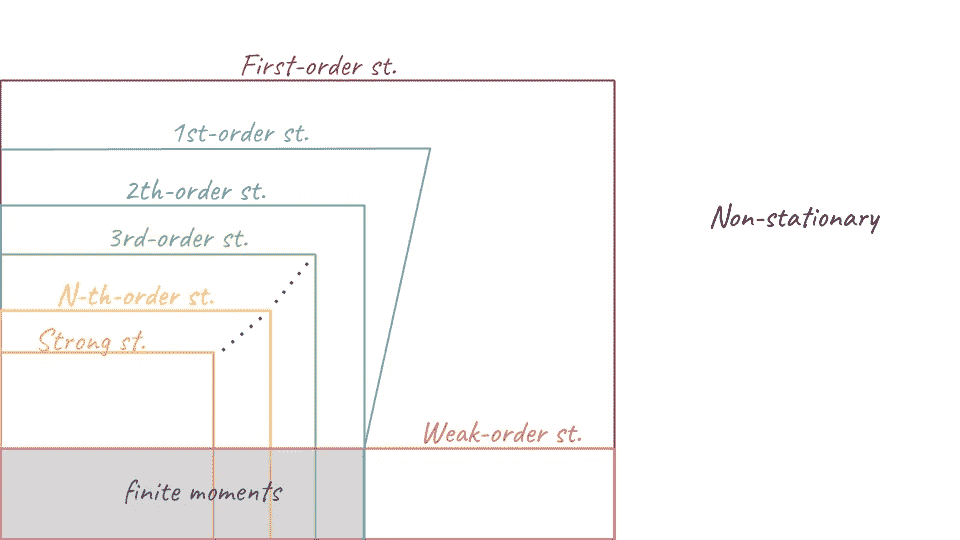 First-order st.
1st-order st.
2th-order st.
3rd-order st.
Non-stationary
N-th-order st.
Strong st.
Weak-order st.
finite moments